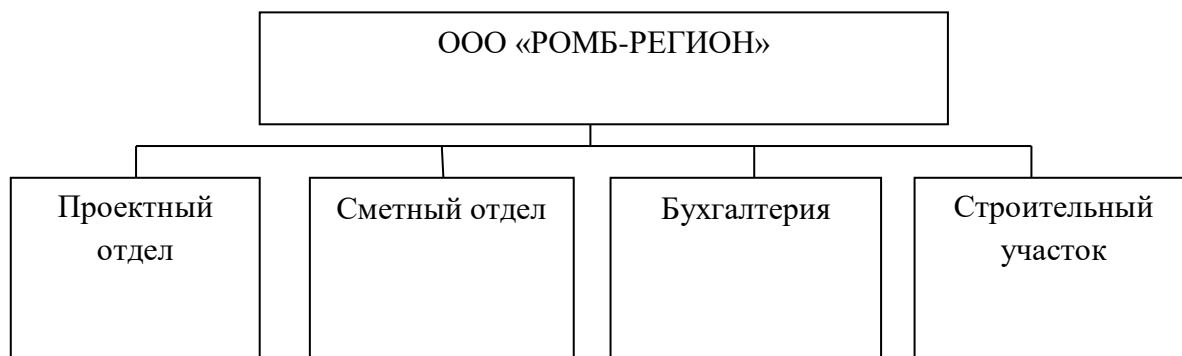 ООО «РОМБ-РЕГИОН»
Проектный
отдел
Сметный отдел
Бухгалтерия
Строительный
участок